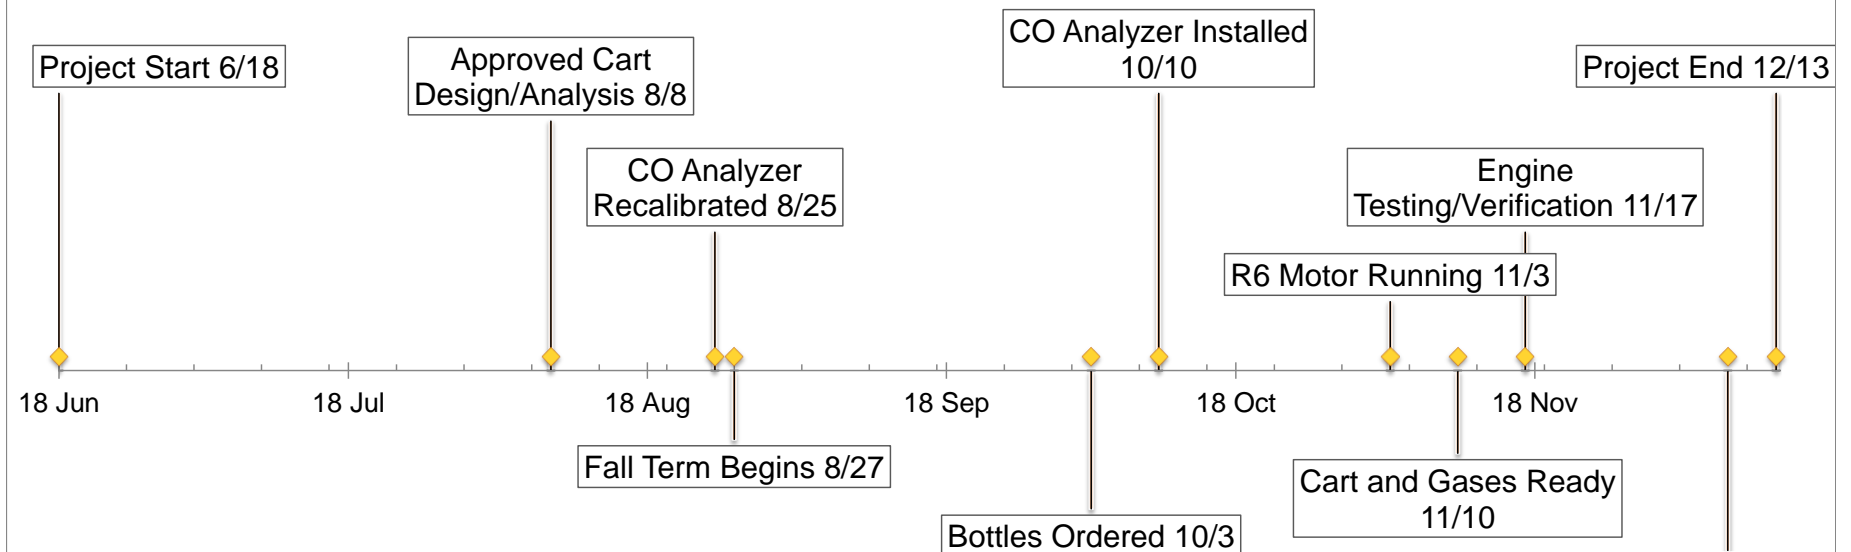 CO Analyzer Installed
10/10
Project Start 6/18
Approved Cart
Design/Analysis 8/8
Project End 12/13
CO Analyzer
Recalibrated 8/25
Engine
Testing/Verification 11/17
R6 Motor Running 11/3
18 Jun
18 Jul
18 Aug
18 Sep
18 Oct
18 Nov
Fall Term Begins 8/27
Cart and Gases Ready
11/10
Bottles Ordered 10/3